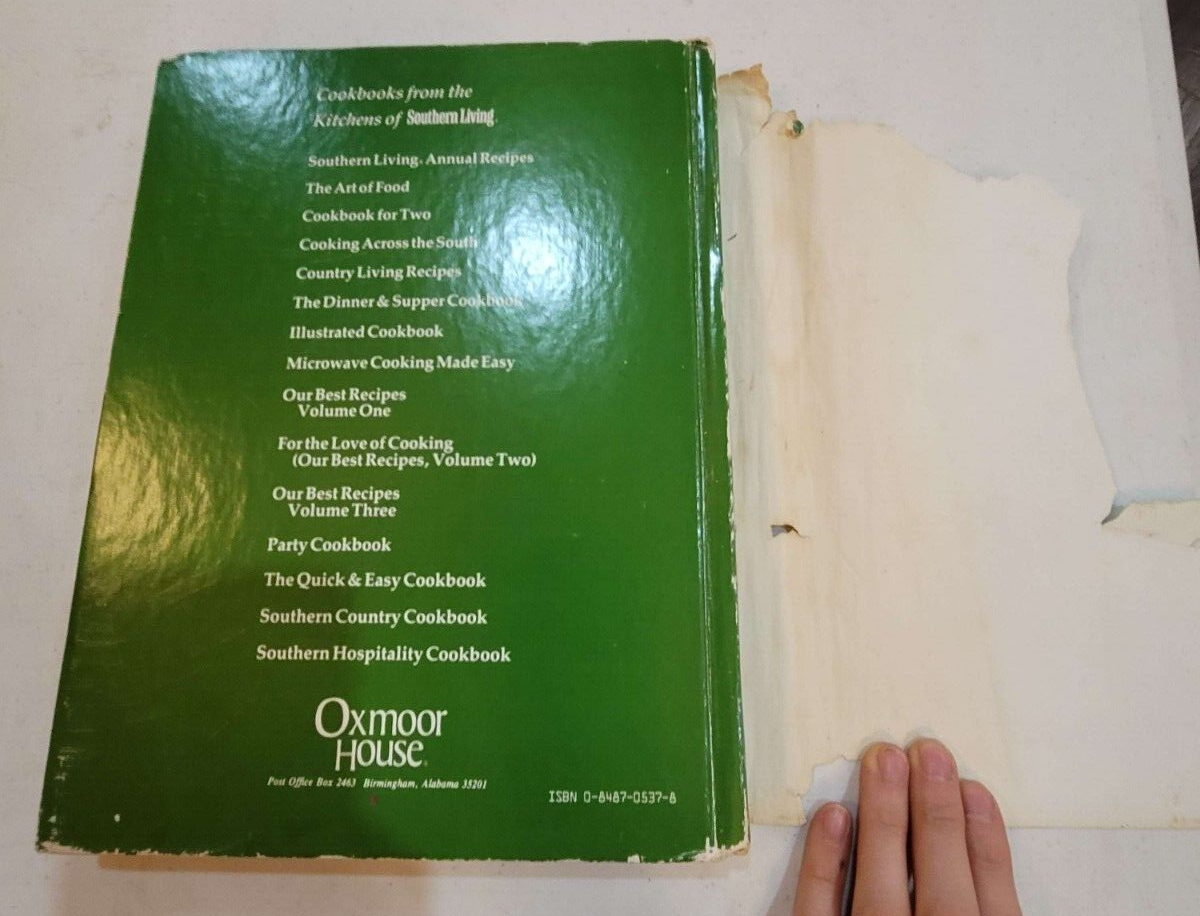 Cookbooks from the
Kitchens of Southern Living.
Southern Living® Annual Recipes
The Art of Food
Cookbook for Two
Cooking Across the South
Country Living Recipes
The Dinner & Supper Cookbook
Illustrated Cookbook
Microwave Cooking Made Easy
Our Best Recipes
Volume One
For the Love of Cooking
(Our Best Recipes, Volume Two)
Our Best Recipes
Volume Three
Party Cookbook
The Quick & Easy Cookbook
Southern Country Cookbook
Southern Hospitality Cookbook
Oxmoor
House®
Post Office Box 2463 Birmingham, Alabama 35201
ISBN 0-8487-0537-8